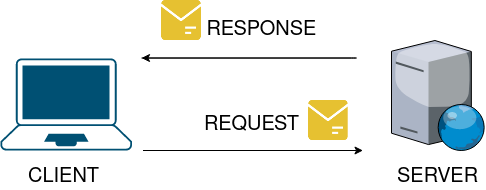 RESPONSE
REQUEST
CLIENT
SERVER